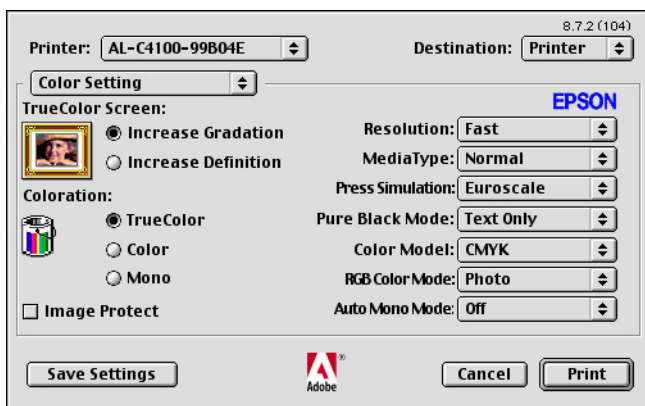 8.7.2 (104)
Printer: AL-C4100-99B04E Destination: Printer
Color Setting
EPSON
TrueColor Screen:
Increase Gradation
Increase Definition
Coloration:
TrueColor
Color
Mono
Image Protect
Resolution: Fast
MediaType: Normal
Press Simulation: Euroscale
Pure Black Mode: Text Only
Color Model: CMYK
RGB Color Mode: Photo
Auto Mono Mode: Off
Save Settings
Adobe®
Cancel
Print